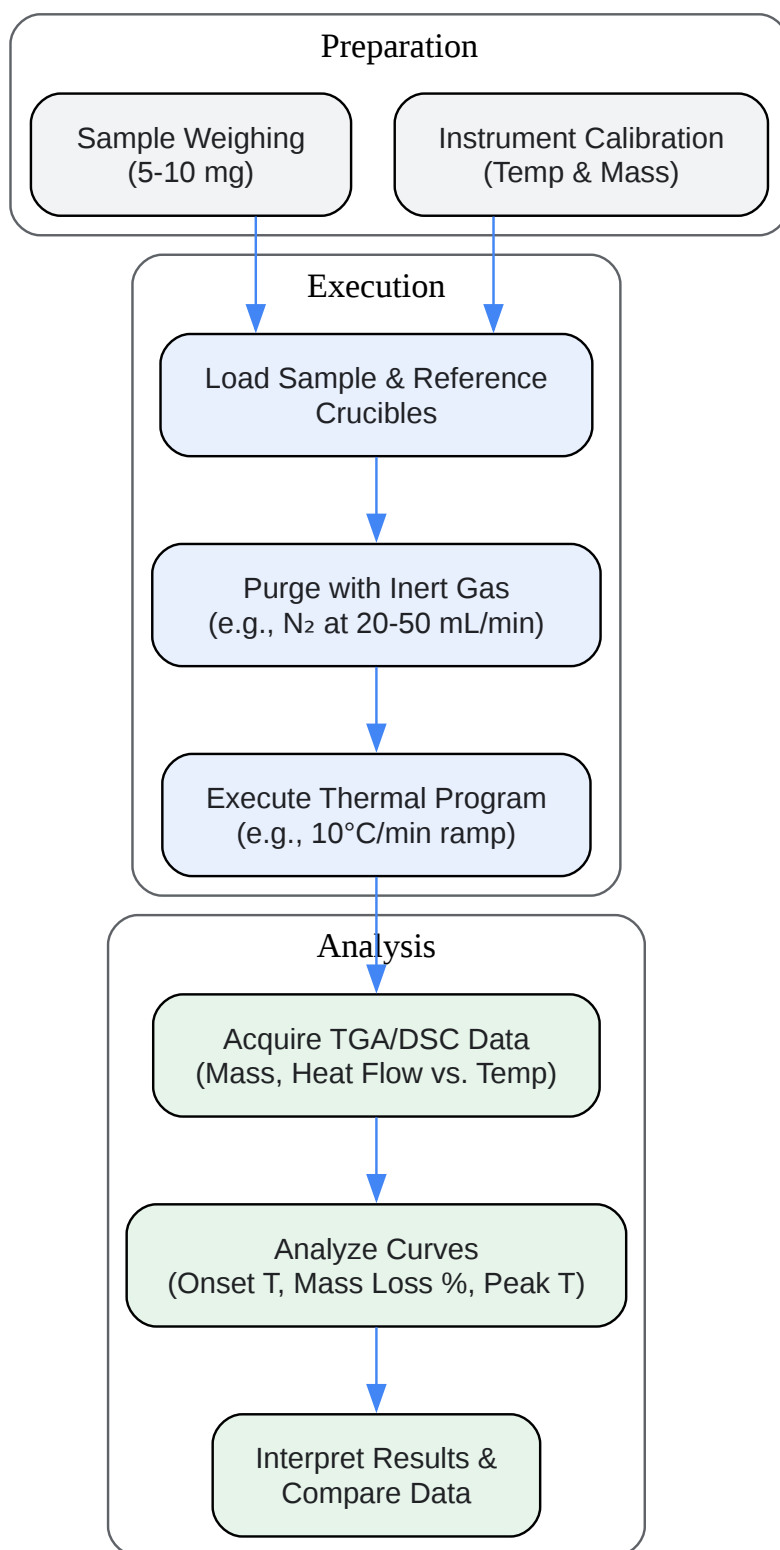 Preparation
Sample Weighing
(5-10 mg)
Instrument Calibration
(Temp & Mass)
Execution
Load Sample & Reference
Crucibles
Purge with Inert Gas
(e.g., N₂ at 20-50 mL/min)
Execute Thermal Program
(e.g., 10°C/min ramp)
Analysis
Acquire TGA/DSC Data
(Mass, Heat Flow vs. Temp)
Analyze Curves
(Onset T, Mass Loss %, Peak T)
Interpret Results &
Compare Data